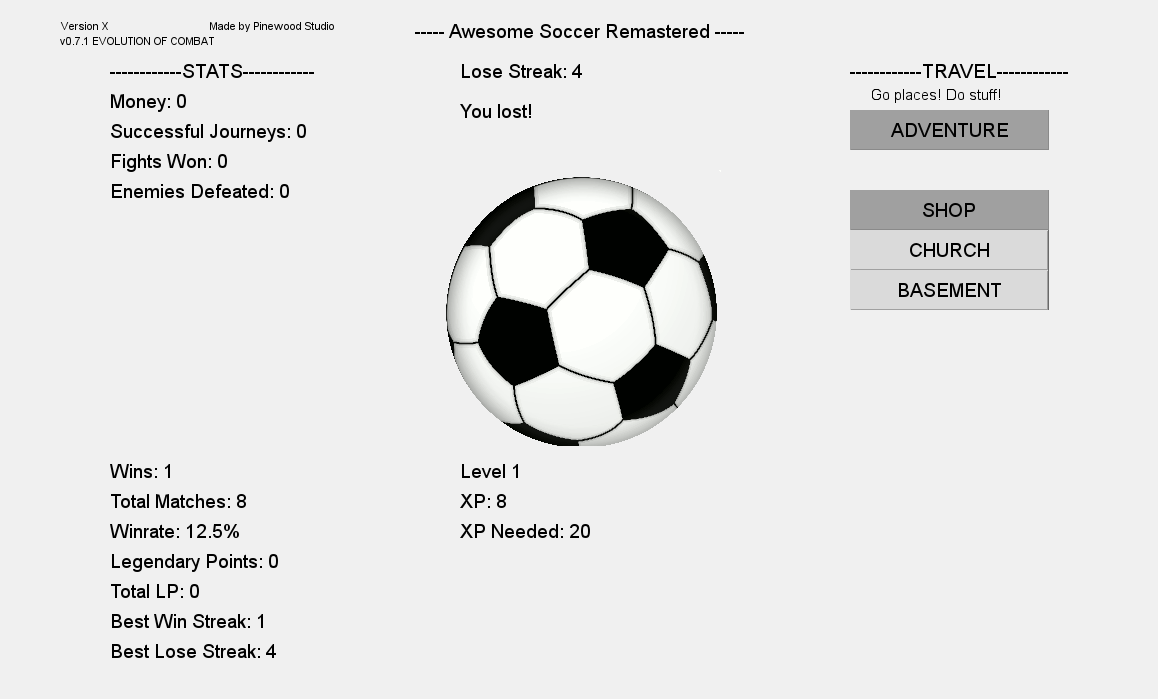 Version X
Made by Pinewood Studio
v0.7.1 EVOLUTION OF COMBAT
----- Awesome Soccer Remastered -----
------------STATS------------
Money: 0
Successful Journeys: 0
Fights Won: 0
Enemies Defeated: 0
Lose Streak: 4
You lost!
------------TRAVEL------------
Go places! Do stuff!
ADVENTURE
SHOP
CHURCH
BASEMENT
Wins: 1
Total Matches: 8
Winrate: 12.5%
Legendary Points: 0
Total LP: 0
Best Win Streak: 1
Best Lose Streak: 4
Level 1
XP: 8
XP Needed: 20